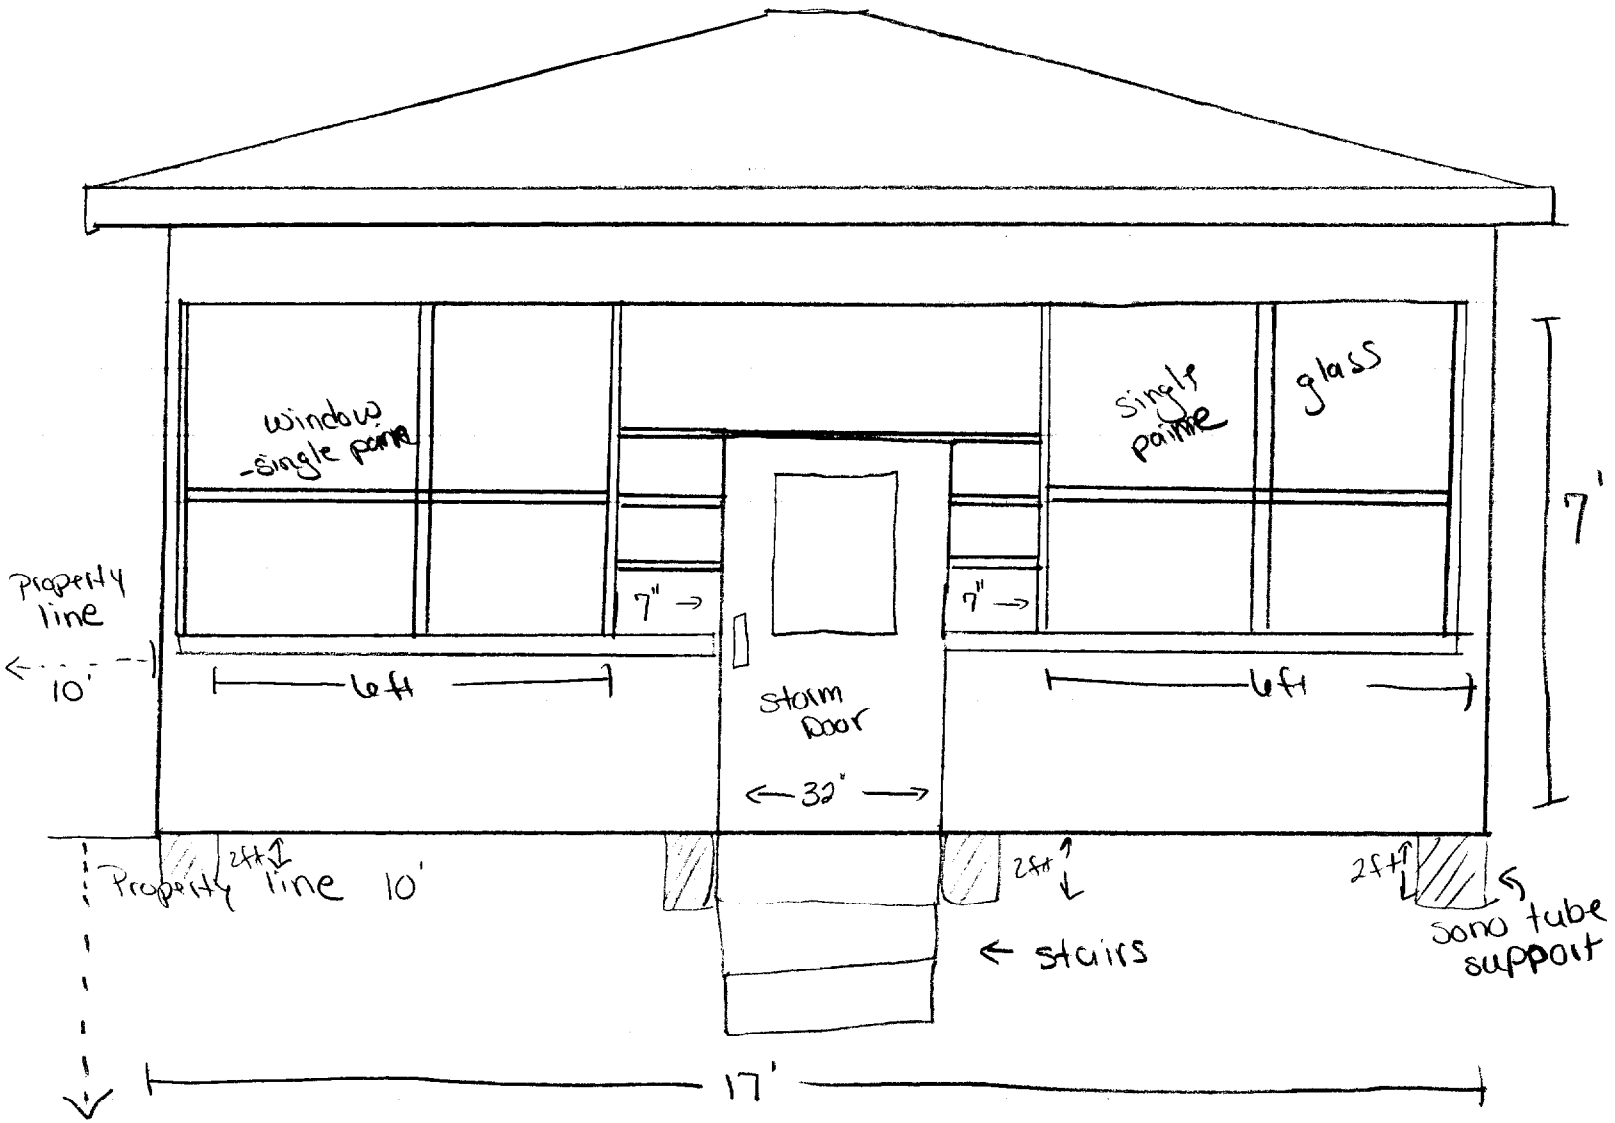 window
-single pane
single
paine
glass
7'
Property
line
10'
7" →
7" →
6ft
6ft
storm
Door
32"
2ft
Property line 10'
2ft
2ft
sono tube
support
← stairs
17'